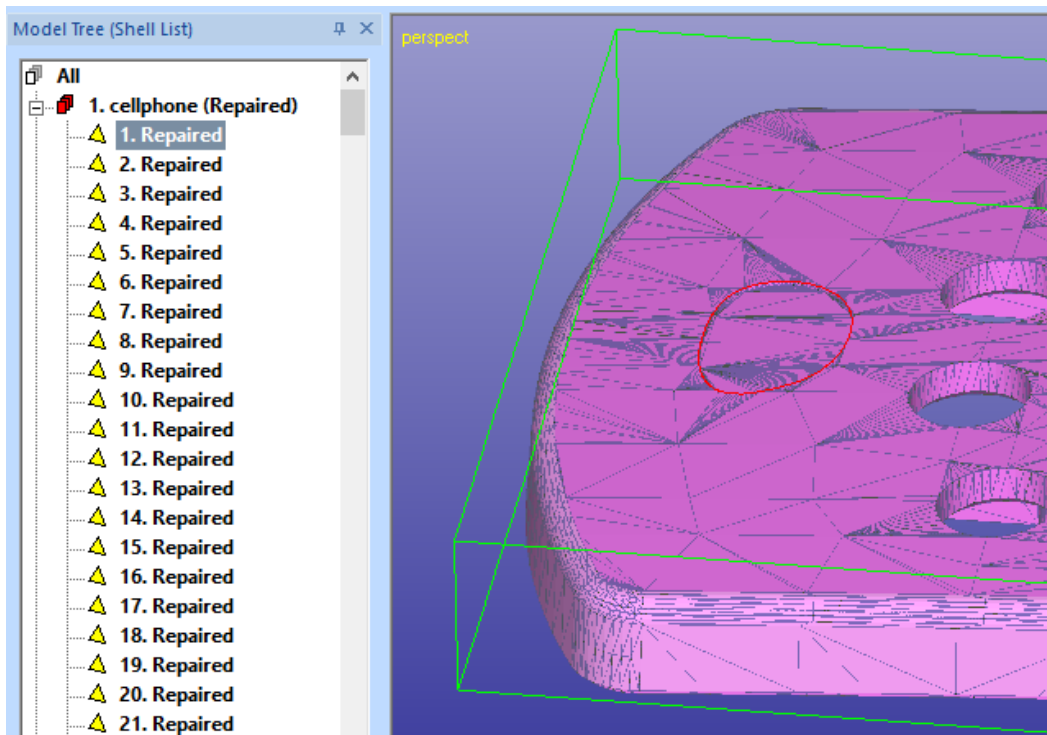 Model Tree (Shell List)
All
1. cellphone (Repaired)
1. Repaired
2. Repaired
3. Repaired
4. Repaired
5. Repaired
6. Repaired
7. Repaired
8. Repaired
9. Repaired
10. Repaired
11. Repaired
12. Repaired
13. Repaired
14. Repaired
15. Repaired
16. Repaired
17. Repaired
18. Repaired
19. Repaired
20. Repaired
21. Repaired
perspect